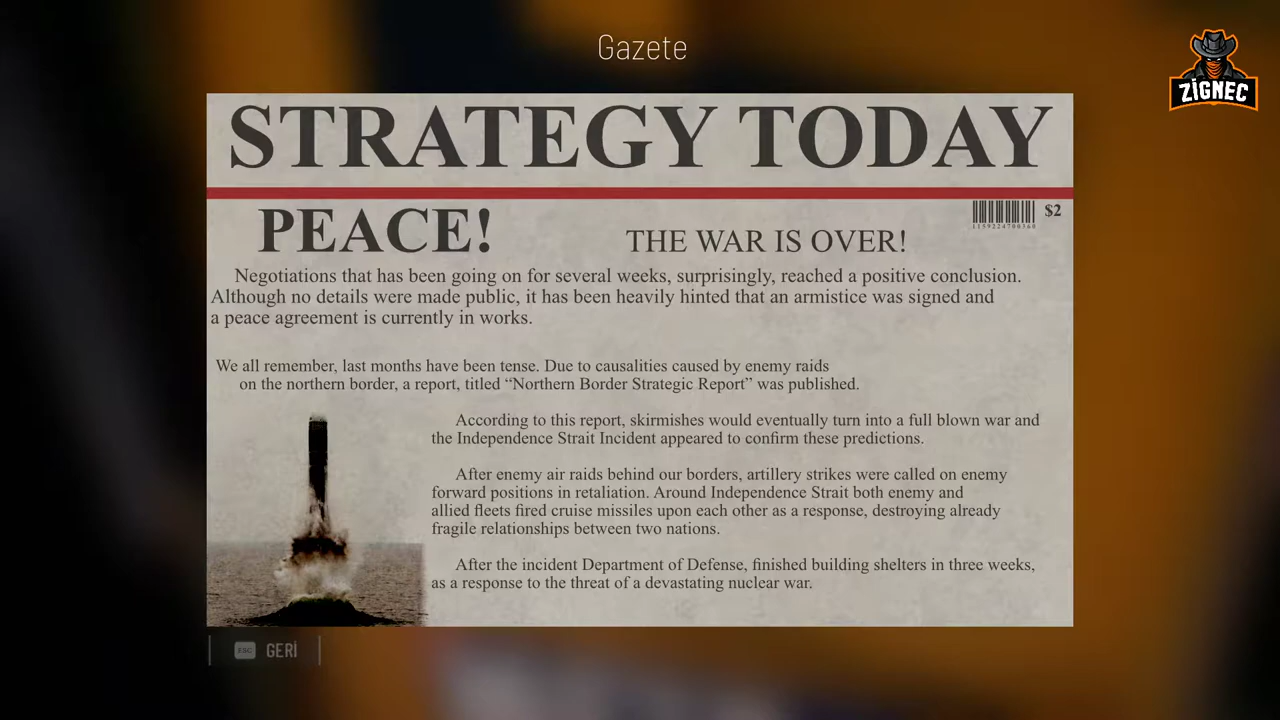 Gazete
ZİGNEC
STRATEGY TODAY
PEACE!
THE WAR IS OVER!
$2
Negotiations that has been going on for several weeks, surprisingly, reached a positive conclusion.
Although no details were made public, it has been heavily hinted that an armistice was signed and
a peace agreement is currently in works.
We all remember, last months have been tense. Due to causalities caused by enemy raids
on the northern border, a report, titled “Northern Border Strategic Report” was published.
According to this report, skirmishes would eventually turn into a full blown war and
the Independence Strait Incident appeared to confirm these predictions.
After enemy air raids behind our borders, artillery strikes were called on enemy
forward positions in retaliation. Around Independence Strait both enemy and
allied fleets fired cruise missiles upon each other as a response, destroying already
fragile relationships between two nations.
After the incident Department of Defense, finished building shelters in three weeks,
as a response to the threat of a devastating nuclear war.
ESC GERİ